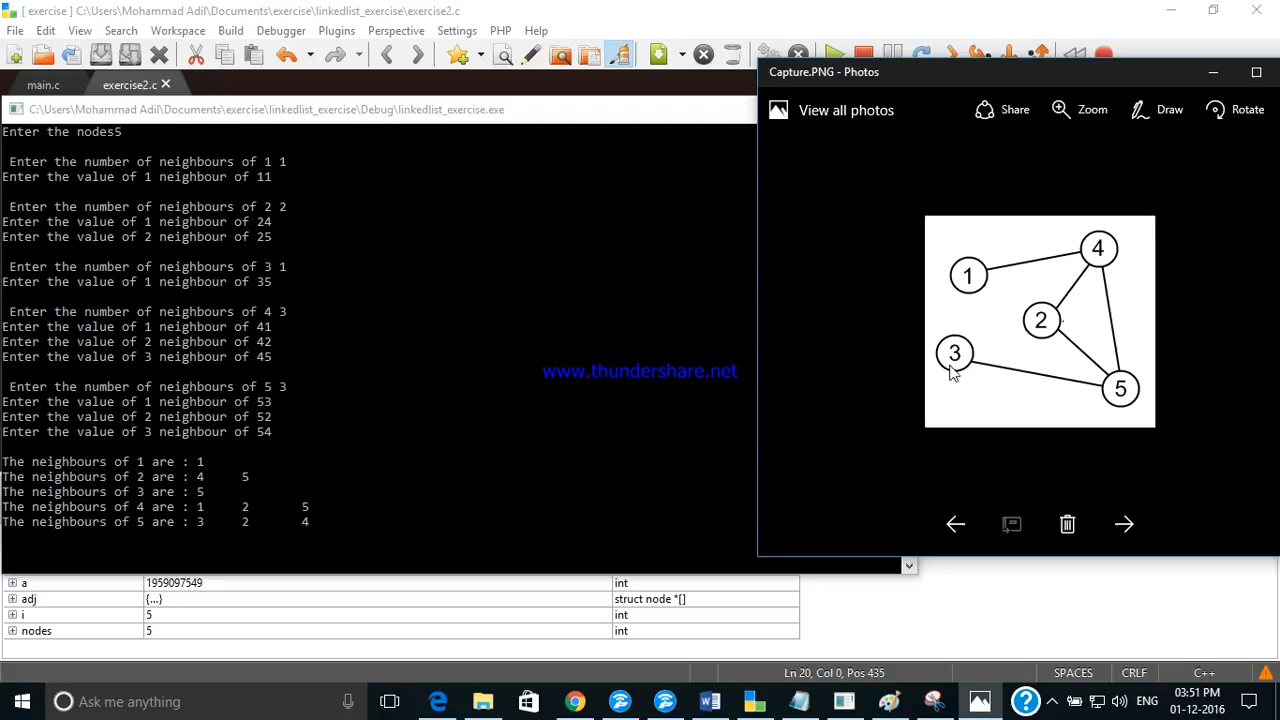 [ exercise ] C:\Users\Mohammad Adil\Documents\exercise\linkedlist_exercise\exercise2.c
File Edit View Search Workspace Build Debugger Plugins Perspective Settings PHP Help
main.c exercise2.c
C:\Users\Mohammad Adil\Documents\exercise\linkedlist_exercise\Debug\linkedlist_exercise.exe
Enter the nodes5
Enter the number of neighbours of 1 1
Enter the value of 1 neighbour of 11
Enter the number of neighbours of 2 2
Enter the value of 1 neighbour of 24
Enter the value of 2 neighbour of 25
Enter the number of neighbours of 3 1
Enter the value of 1 neighbour of 35
Enter the number of neighbours of 4 3
Enter the value of 1 neighbour of 41
Enter the value of 2 neighbour of 42
Enter the value of 3 neighbour of 45
Enter the number of neighbours of 5 3
Enter the value of 1 neighbour of 53
Enter the value of 2 neighbour of 52
Enter the value of 3 neighbour of 54
The neighbours of 1 are : 1
The neighbours of 2 are : 4 5
The neighbours of 3 are : 5
The neighbours of 4 are : 1 2 5
The neighbours of 5 are : 3 2 4
www.thundershare.net
Capture.PNG - Photos
View all photos Share Zoom Draw Rotate
4
1
2
3
5
a 1959097549 int
adj {...} struct node *[]
i 5 int
nodes 5 int
Ln 20, Col 0, Pos 435 SPACES CRLF C++
Ask me anything ENG 03:51 PM
01-12-2016